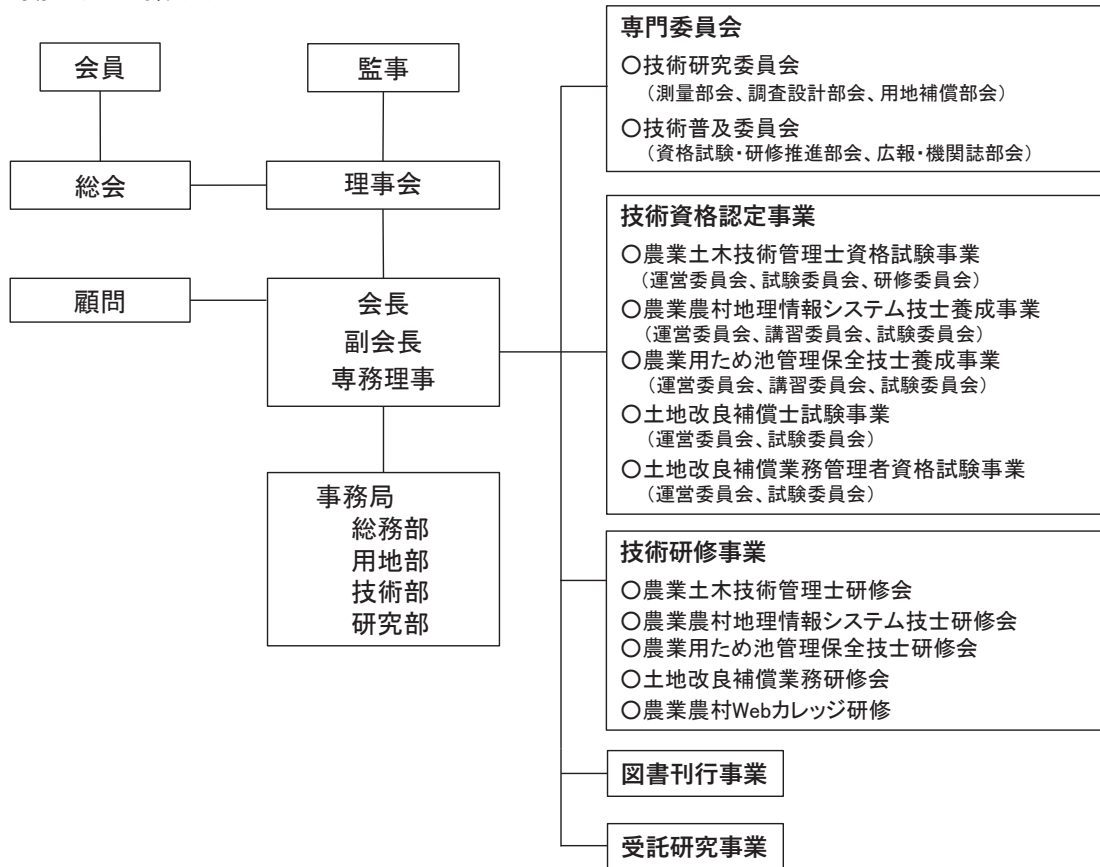 会員
監事
総会
理事会
顧問
会長
副会長
専務理事
事務局
総務部
用地部
技術部
研究部
専門委員会
○技術研究委員会
（測量部会、調査設計部会、用地補償部会）
○技術普及委員会
（資格試験・研修推進部会、広報・機関誌部会）
技術資格認定事業
○農業土木技術管理士資格試験事業
（運営委員会、試験委員会、研修委員会）
○農業農村地理情報システム技士養成事業
（運営委員会、講習委員会、試験委員会）
○農業用ため池管理保全技士養成事業
（運営委員会、講習委員会、試験委員会）
○土地改良補償士試験事業
（運営委員会、試験委員会）
○土地改良補償業務管理者資格試験事業
（運営委員会、試験委員会）
技術研修事業
○農業土木技術管理士研修会
○農業農村地理情報システム技士研修会
○農業用ため池管理保全技士研修会
○土地改良補償業務研修会
○農業農村Webカレッジ研修
図書刊行事業
受託研究事業